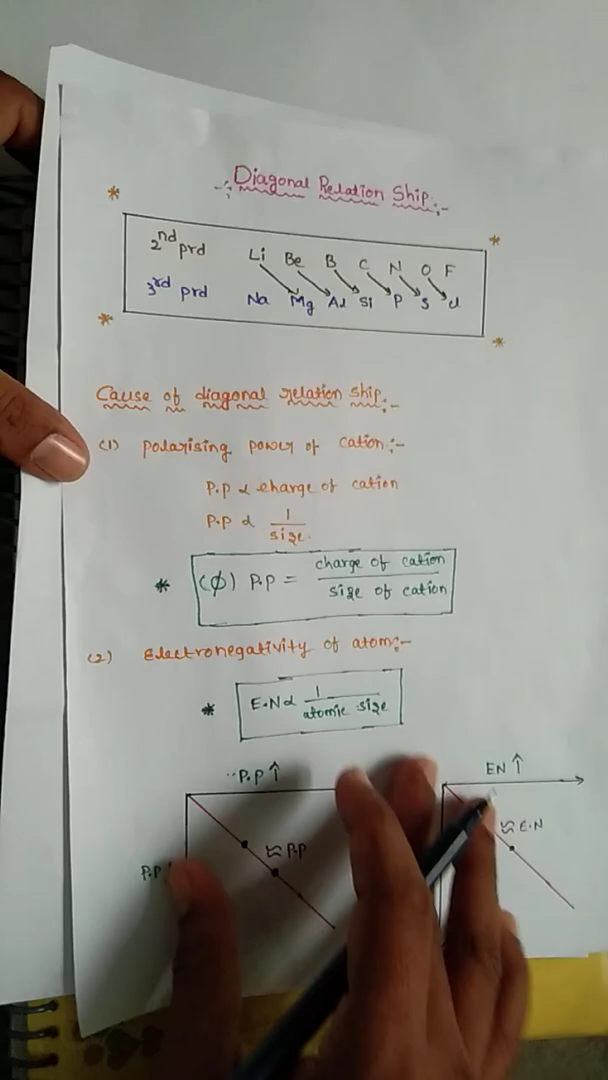 -:- Diagonal Relation Ship:-
2nd prd Li Be B C N O F
3rd prd Na Mg Al Si P S Cl
Cause of diagonal relation ship:-
(1) Polarising power of cation:-
P.P ∝ charge of cation
P.P ∝ 1/size.
* (ϕ) P.P = charge of cation / size of cation
(2) Electronegativity of atom:-
* E.N ∝ 1/atomic size
P.P ↑
≈ P.P
P.P
EN ↑
≈ E.N